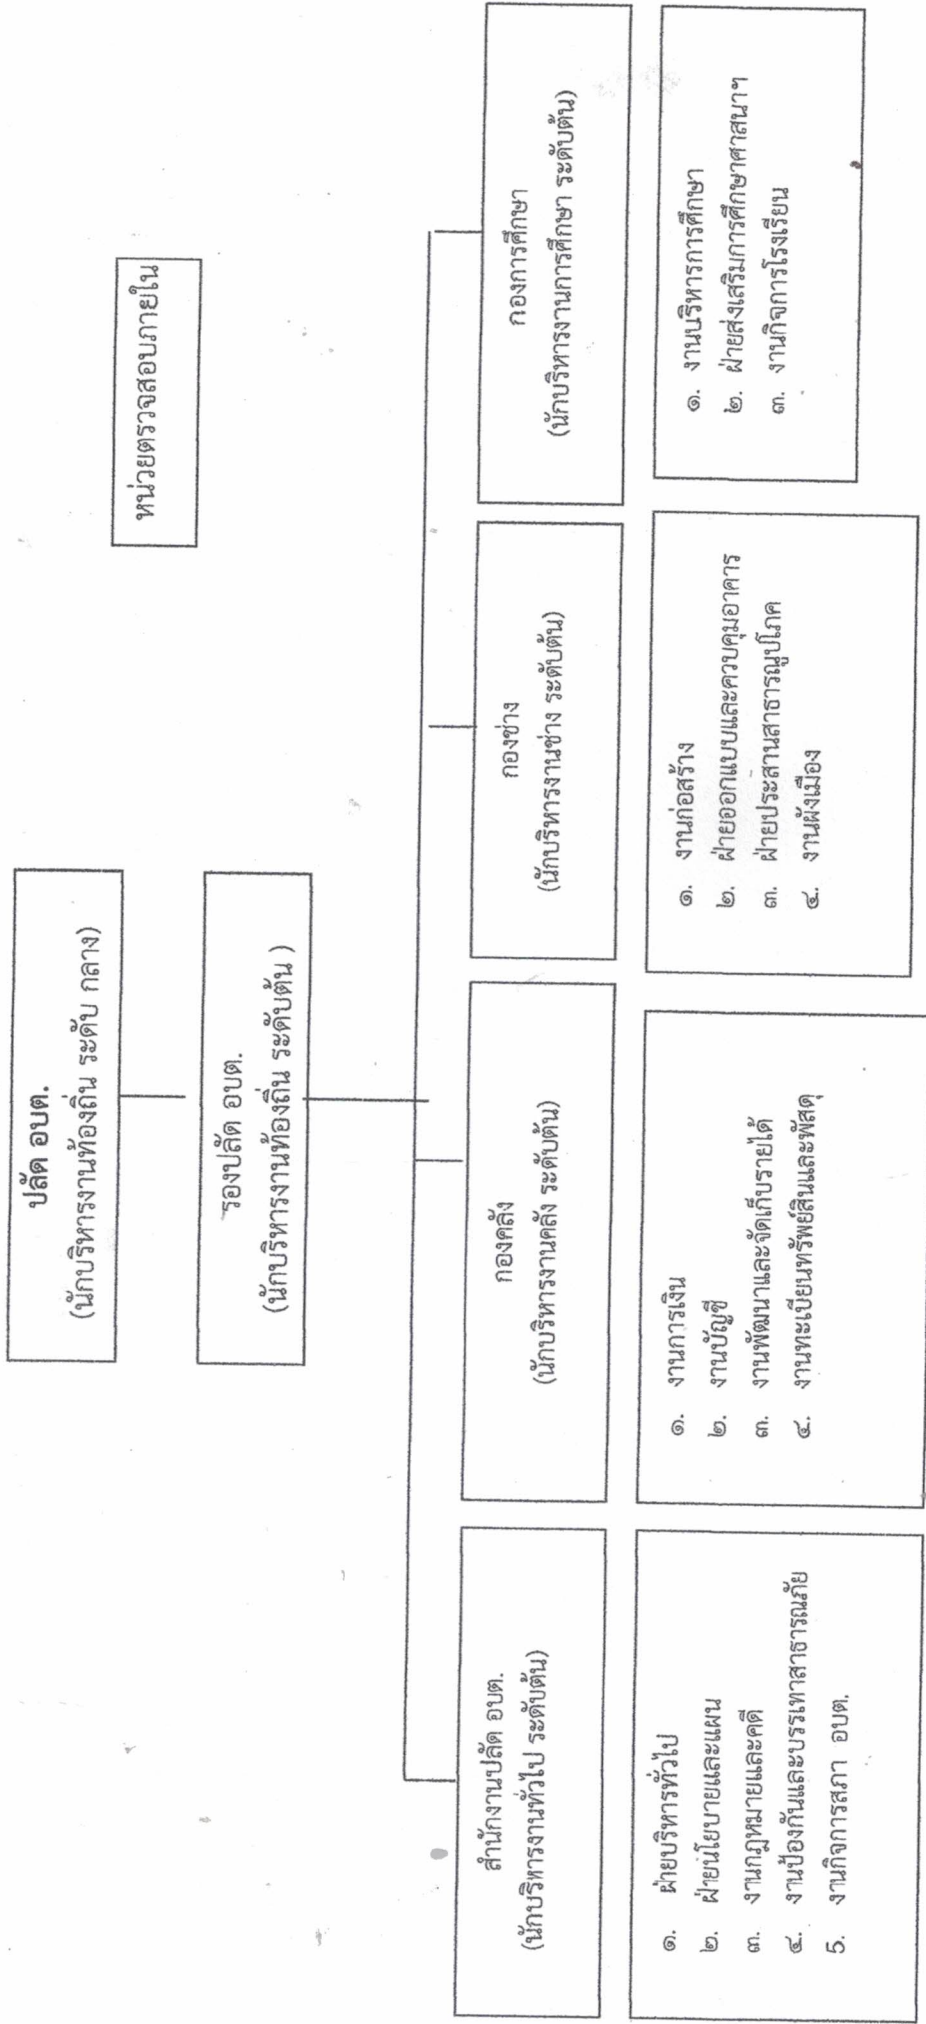 ปลัด อบต.
(นักบริหารงานท้องถิ่น ระดับ กลาง)
หน่วยตรวจสอบภายใน
รองปลัด อบต.
(นักบริหารงานท้องถิ่น ระดับต้น )
สำนักงานปลัด อบต.
(นักบริหารงานทั่วไป ระดับต้น)
กองคลัง
(นักบริหารงานคลัง ระดับต้น)
กองช่าง
(นักบริหารงานช่าง ระดับต้น)
กองการศึกษา
(นักบริหารงานการศึกษา ระดับต้น)
๑. ฝ่ายบริหารทั่วไป
๒. ฝ่ายนโยบายและแผน
๓. งานกฎหมายและคดี
๔. งานป้องกันและบรรเทาสาธารณภัย
5. งานกิจการสภา อบต.
๑. งานการเงิน
๒. งานบัญชี
๓. งานพัฒนาและจัดเก็บรายได้
๔. งานทะเบียนทรัพย์สินและพัสดุ
๑. งานก่อสร้าง
๒. ฝ่ายออกแบบและควบคุมอาคาร
๓. ฝ่ายประสานสาธารณูปโภค
๔. งานผังเมือง
๑. งานบริหารการศึกษา
๒. ฝ่ายส่งเสริมการศึกษาศาสนาฯ
๓. งานกิจการโรงเรียน